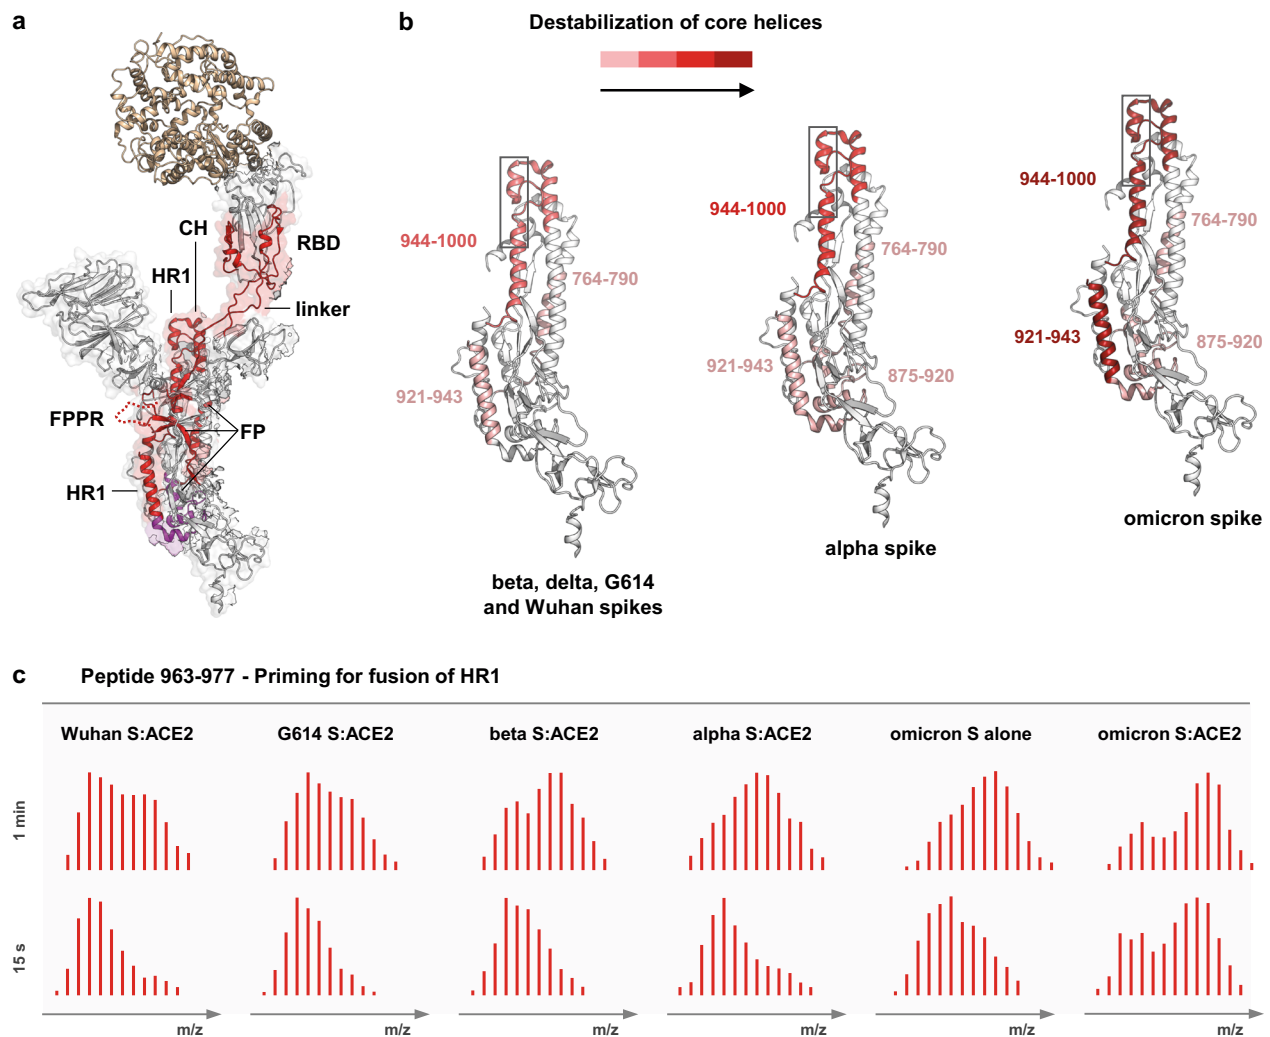 a
CH
RBD
HR1
linker
FPPR
FP
HR1
b
Destabilization of core helices
944-1000
764-790
921-943
beta, delta, G614
and Wuhan spikes
944-1000
764-790
921-943
875-920
alpha spike
944-1000
764-790
921-943
875-920
omicron spike
c
Peptide 963-977 - Priming for fusion of HR1
Wuhan S:ACE2
G614 S:ACE2
beta S:ACE2
alpha S:ACE2
omicron S alone
omicron S:ACE2
1 min
15 s
m/z
m/z
m/z
m/z
m/z
m/z